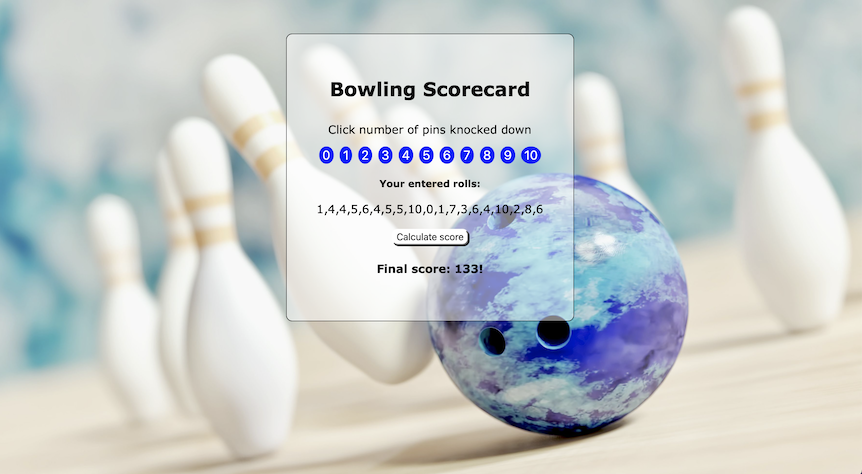 Bowling Scorecard
Click number of pins knocked down
0 1 2 3 4 5 6 7 8 9 10
Your entered rolls:
1,4,4,5,6,4,5,5,10,0,1,7,3,6,4,10,2,8,6
Calculate score
Final score: 133!